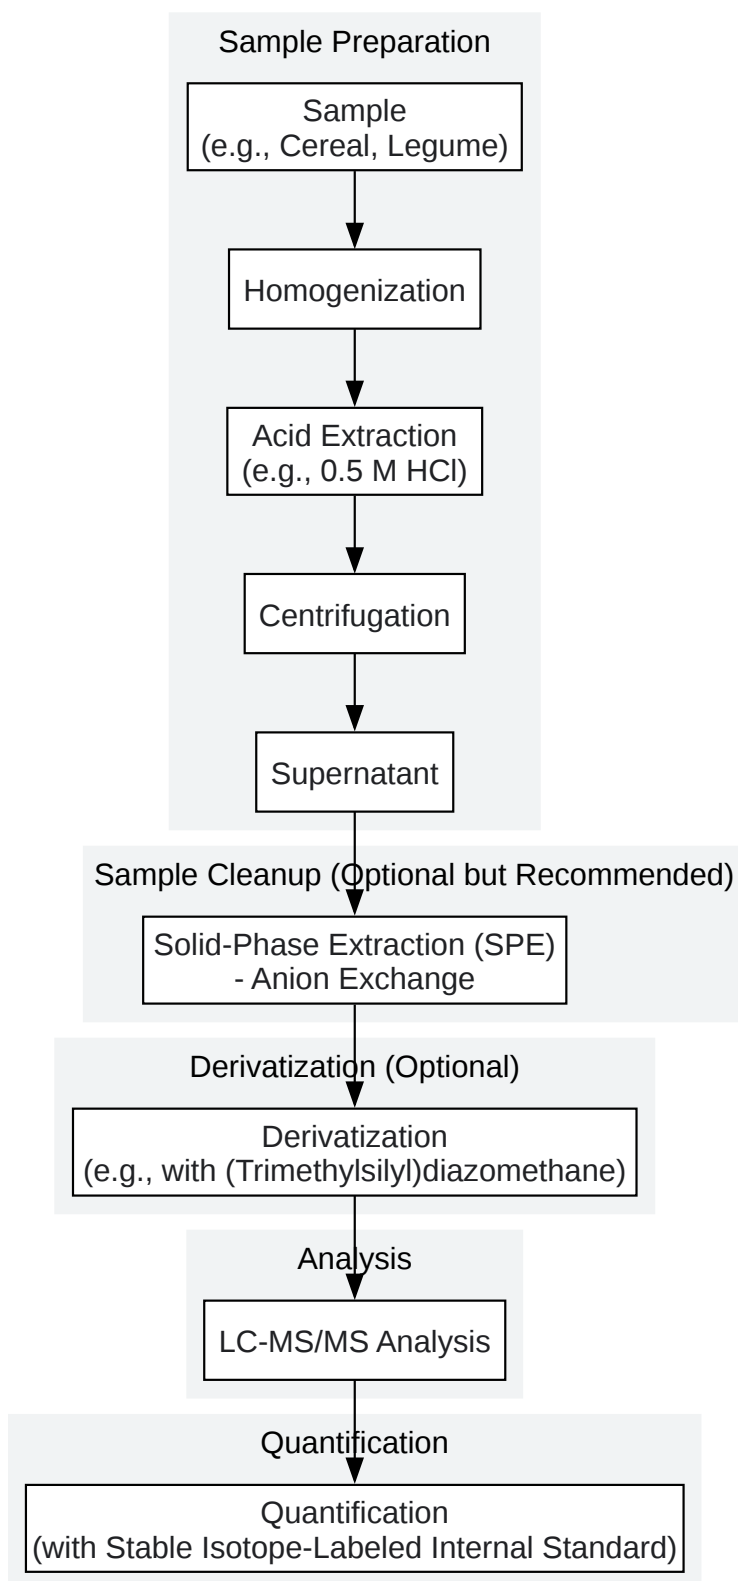 Sample Preparation
Sample
(e.g., Cereal, Legume)
Homogenization
Acid Extraction
(e.g., 0.5 M HCl)
Centrifugation
Supernatant
Sample Cleanup (Optional but Recommended)
Solid-Phase Extraction (SPE)
- Anion Exchange
Derivatization (Optional)
Derivatization
(e.g., with (Trimethylsilyl)diazomethane)
Analysis
LC-MS/MS Analysis
Quantification
Quantification
(with Stable Isotope-Labeled Internal Standard)